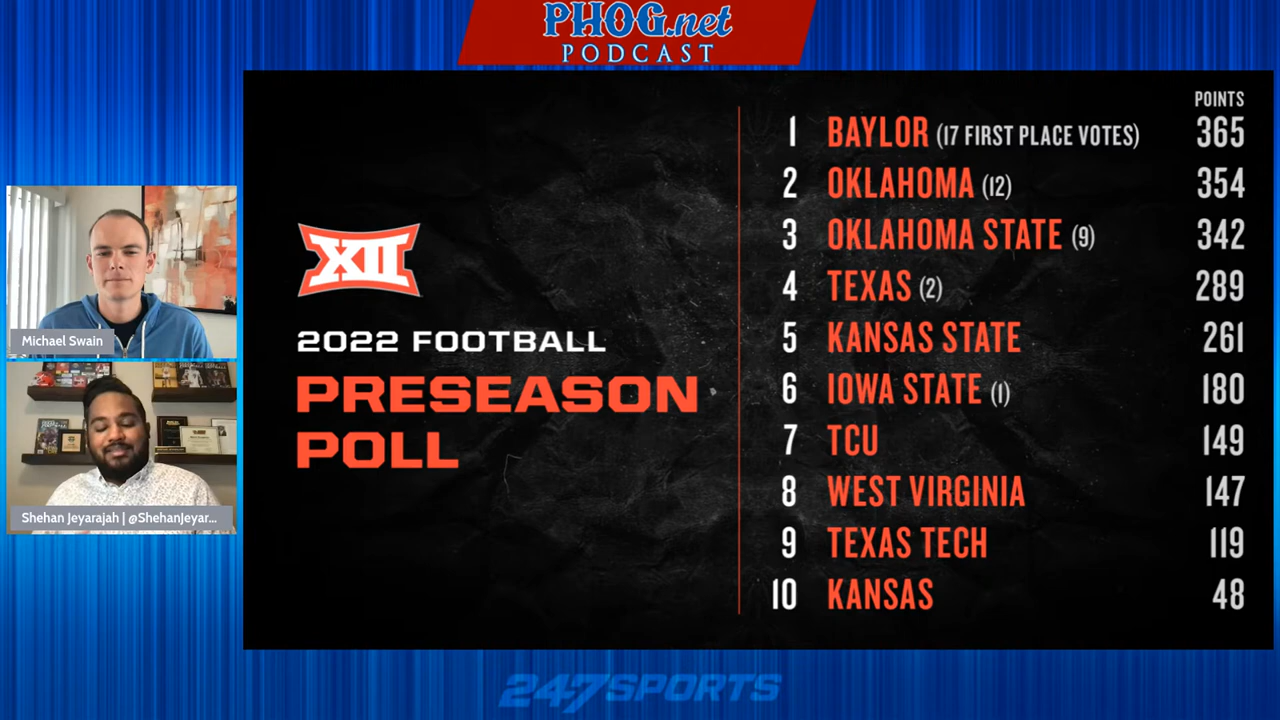 PHOG.net
PODCAST
Michael Swain
Shehan Jeyarajah | @ShehanJeyar...
XII
2022 FOOTBALL
PRESEASON
POLL
POINTS
1 BAYLOR (17 FIRST PLACE VOTES) 365
2 OKLAHOMA (12) 354
3 OKLAHOMA STATE (9) 342
4 TEXAS (2) 289
5 KANSAS STATE 261
6 IOWA STATE (1) 180
7 TCU 149
8 WEST VIRGINIA 147
9 TEXAS TECH 119
10 KANSAS 48
247SPORTS